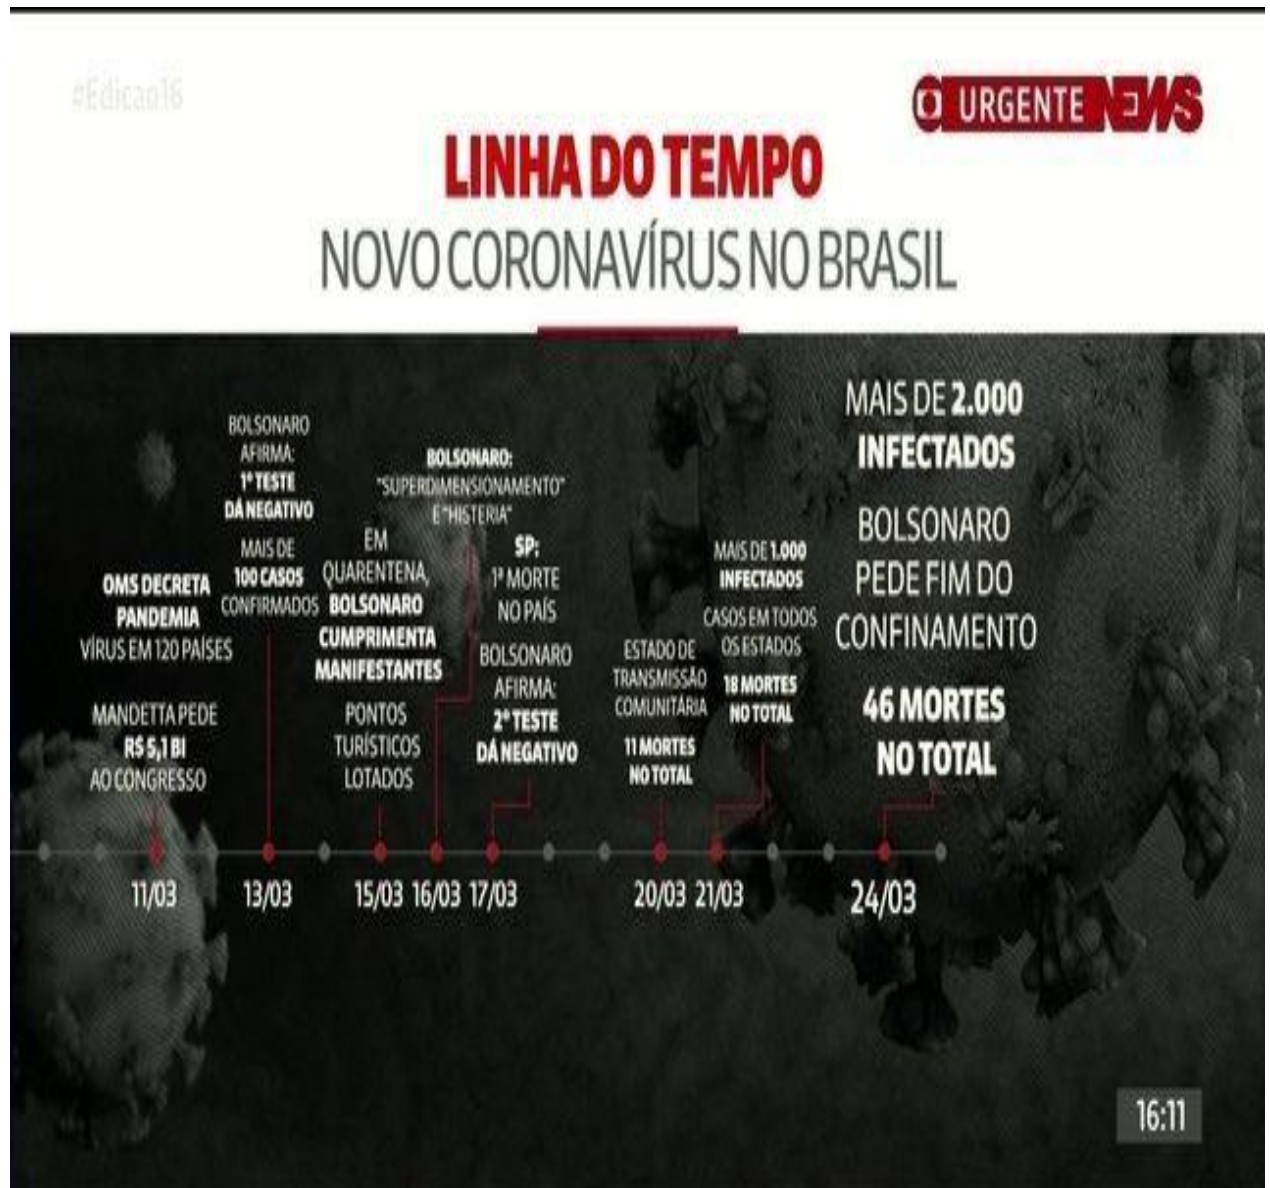 #Edicao16
URGENTE NEWS
LINHA DO TEMPO
NOVO CORONAVÍRUS NO BRASIL
OMS DECRETA
PANDEMIA
VÍRUS EM 120 PAÍSES
MANDETTA PEDE
R$ 5,1 BI
AO CONGRESSO
11/03
BOLSONARO
AFIRMA:
1º TESTE
DÁ NEGATIVO
MAIS DE
100 CASOS
CONFIRMADOS
13/03
EM
QUARENTENA,
BOLSONARO
CUMPRIMENTA
MANIFESTANTES
PONTOS
TURÍSTICOS
LOTADOS
15/03
BOLSONARO:
"SUPERDIMENSIONAMENTO"
E "HISTERIA"
16/03
SP:
1ª MORTE
NO PAÍS
BOLSONARO
AFIRMA:
2º TESTE
DÁ NEGATIVO
17/03
ESTADO DE
TRANSMISSÃO
COMUNITÁRIA
11 MORTES
NO TOTAL
20/03
MAIS DE 1.000
INFECTADOS
CASOS EM TODOS
OS ESTADOS
18 MORTES
NO TOTAL
21/03
MAIS DE 2.000
INFECTADOS
BOLSONARO
PEDE FIM DO
CONFINAMENTO
46 MORTES
NO TOTAL
24/03
16:11